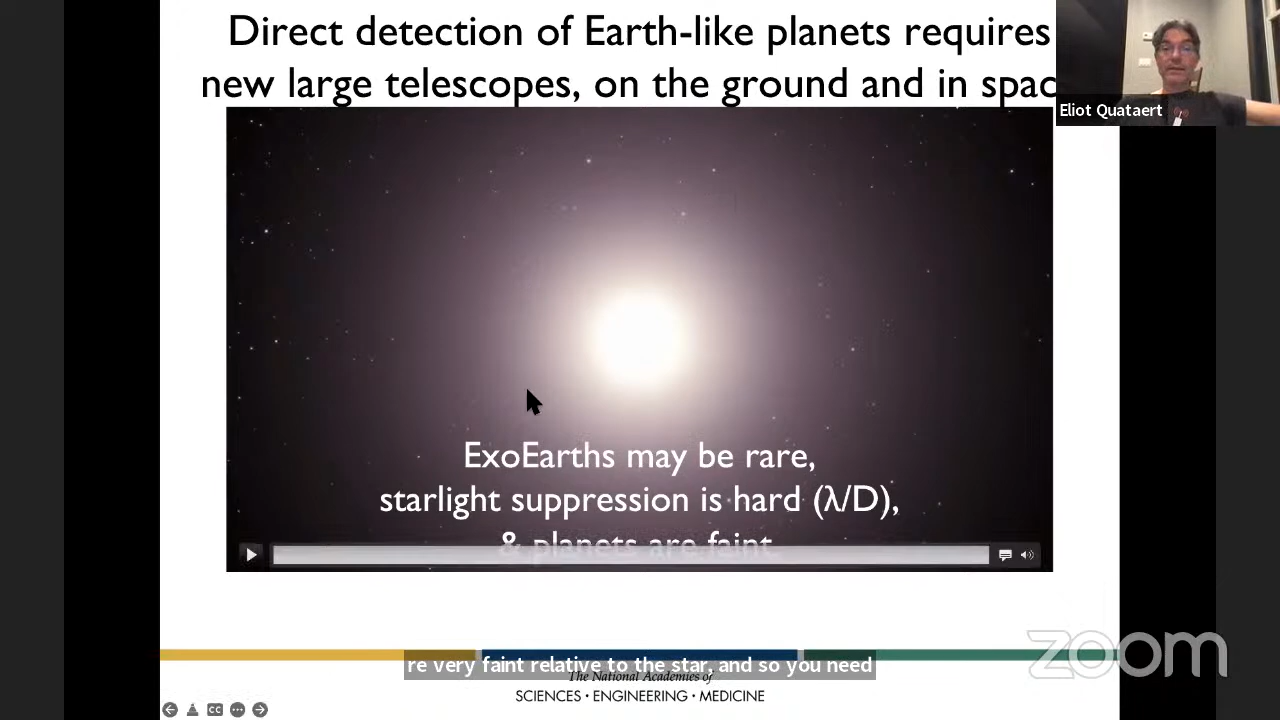 Direct detection of Earth-like planets requires
new large telescopes, on the ground and in spac
Eliot Quataert
ExoEarths may be rare,
starlight suppression is hard (λ/D),
& planets are faint
re very faint relative to the star, and so you need
The National Academies of
SCIENCES · ENGINEERING · MEDICINE
zoom
CC